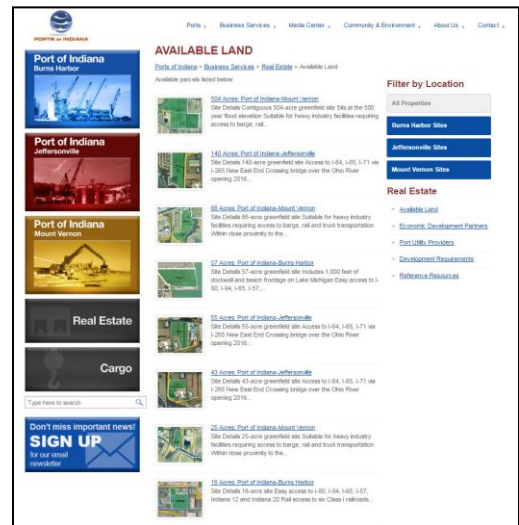 PORTS OF INDIANA
Ports
Business Services
Media Center
Community & Environment
About Us
Contact
Port of Indiana
Burns Harbor
Port of Indiana
Jeffersonville
Port of Indiana
Mount Vernon
Real Estate
Cargo
Type here to search
Don't miss important news!
SIGN UP
for our email
newsletter
AVAILABLE LAND
Ports of Indiana > Business Services > Real Estate > Available Land
Available parcels listed below:
504 Acres: Port of Indiana-Mount Vernon
Site Details Contiguous 504-acre greenfield site Sits at the 500
year flood elevation Suitable for heavy industry facilities requiring
access to barge, rail...
140 Acres: Port of Indiana-Jeffersonville
Site Details 140-acre greenfield site Access to I-64, I-65, I-71 via
I-265 New East End Crossing bridge over the Ohio River
opening 2016...
66 Acres: Port of Indiana-Mount Vernon
Site Details 66-acre greenfield site Suitable for heavy industry
facilities requiring access to barge, rail and truck transportation
Within close proximity to the...
57 Acres: Port of Indiana-Burns Harbor
Site Details 57-acre greenfield site includes 1,000 feet of
dockwall and beach frontage on Lake Michigan Easy access to I-
80, I-94, I-65, I-57,...
55 Acres: Port of Indiana-Jeffersonville
Site Details 55-acre greenfield site Access to I-64, I-65, I-71 via
I-265 New East End Crossing bridge over the Ohio River
opening 2016...
43 Acres: Port of Indiana-Jeffersonville
Site Details 43-acre greenfield site Access to I-64, I-65, I-71 via
I-265 New East End Crossing bridge over the Ohio River
opening 2016...
25 Acres: Port of Indiana-Mount Vernon
Site Details 25-acre greenfield site Suitable for heavy industry
facilities requiring access to barge, rail and truck transportation
Within close proximity to the...
16 Acres: Port of Indiana-Burns Harbor
Site Details 16-acre site Easy access to I-80, I-94, I-65, I-57,
Indiana 12 and Indiana 20 Rail access to six Class I railroads...
Filter by Location
All Properties
Burns Harbor Sites
Jeffersonville Sites
Mount Vernon Sites
Real Estate
Available Land
Economic Development Partners
Port Utility Providers
Development Requirements
Reference Resources